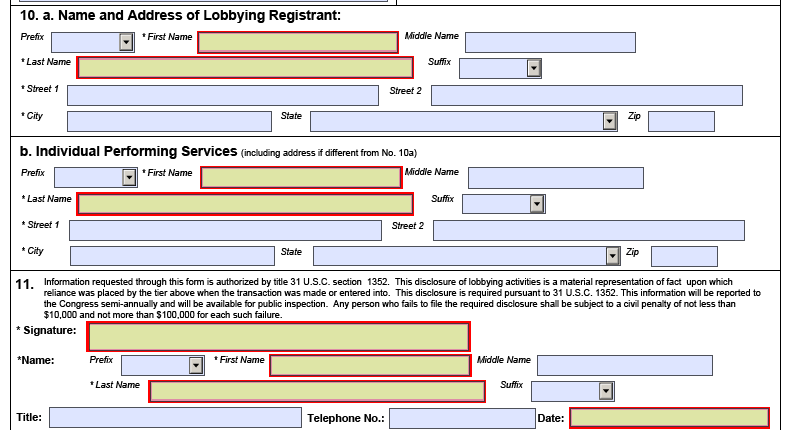 10. a. Name and Address of Lobbying Registrant:
Prefix * First Name Middle Name
* Last Name Suffix
* Street 1 Street 2
* City State Zip
b. Individual Performing Services (including address if different from No. 10a)
Prefix * First Name Middle Name
* Last Name Suffix
* Street 1 Street 2
* City State Zip
11. Information requested through this form is authorized by title 31 U.S.C. section 1352. This disclosure of lobbying activities is a material representation of fact upon which
reliance was placed by the tier above when the transaction was made or entered into. This disclosure is required pursuant to 31 U.S.C. 1352. This information will be reported to
the Congress semi-annually and will be available for public inspection. Any person who fails to file the required disclosure shall be subject to a civil penalty of not less than
$10,000 and not more than $100,000 for each such failure.
* Signature:
*Name: Prefix * First Name Middle Name
* Last Name Suffix
Title: Telephone No.: Date: